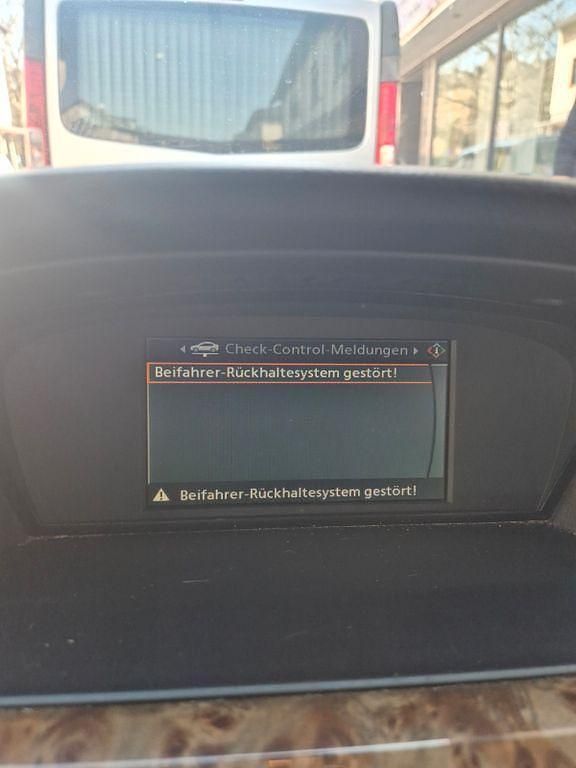 Check-Control-Meldungen
Beifahrer-Rückhaltesystem gestört!
Beifahrer-Rückhaltesystem gestört!